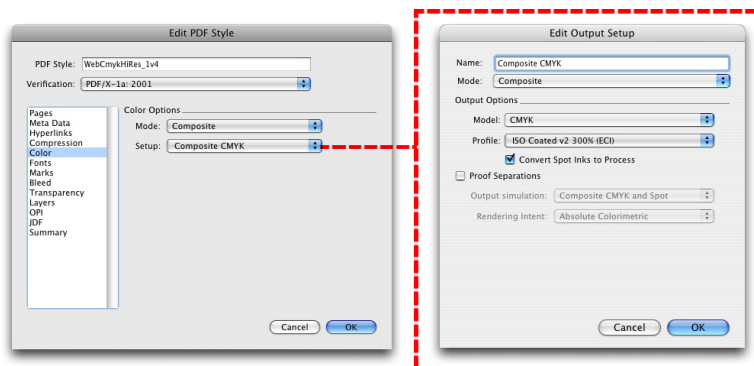 Edit PDF Style
PDF Style: WebCmykHiRes_1v4
Verification: PDF/X-1a: 2001
Pages
Meta Data
Hyperlinks
Compression
Color
Fonts
Marks
Bleed
Transparency
Layers
OPI
JDF
Summary
Color Options
Mode: Composite
Setup: Composite CMYK
Cancel OK
Edit Output Setup
Name: Composite CMYK
Mode: Composite
Output Options
Model: CMYK
Profile: ISO Coated v2 300% (ECI)
Convert Spot Inks to Process
Proof Separations
Output simulation: Composite CMYK and Spot
Rendering Intent: Absolute Colorimetric
Cancel OK